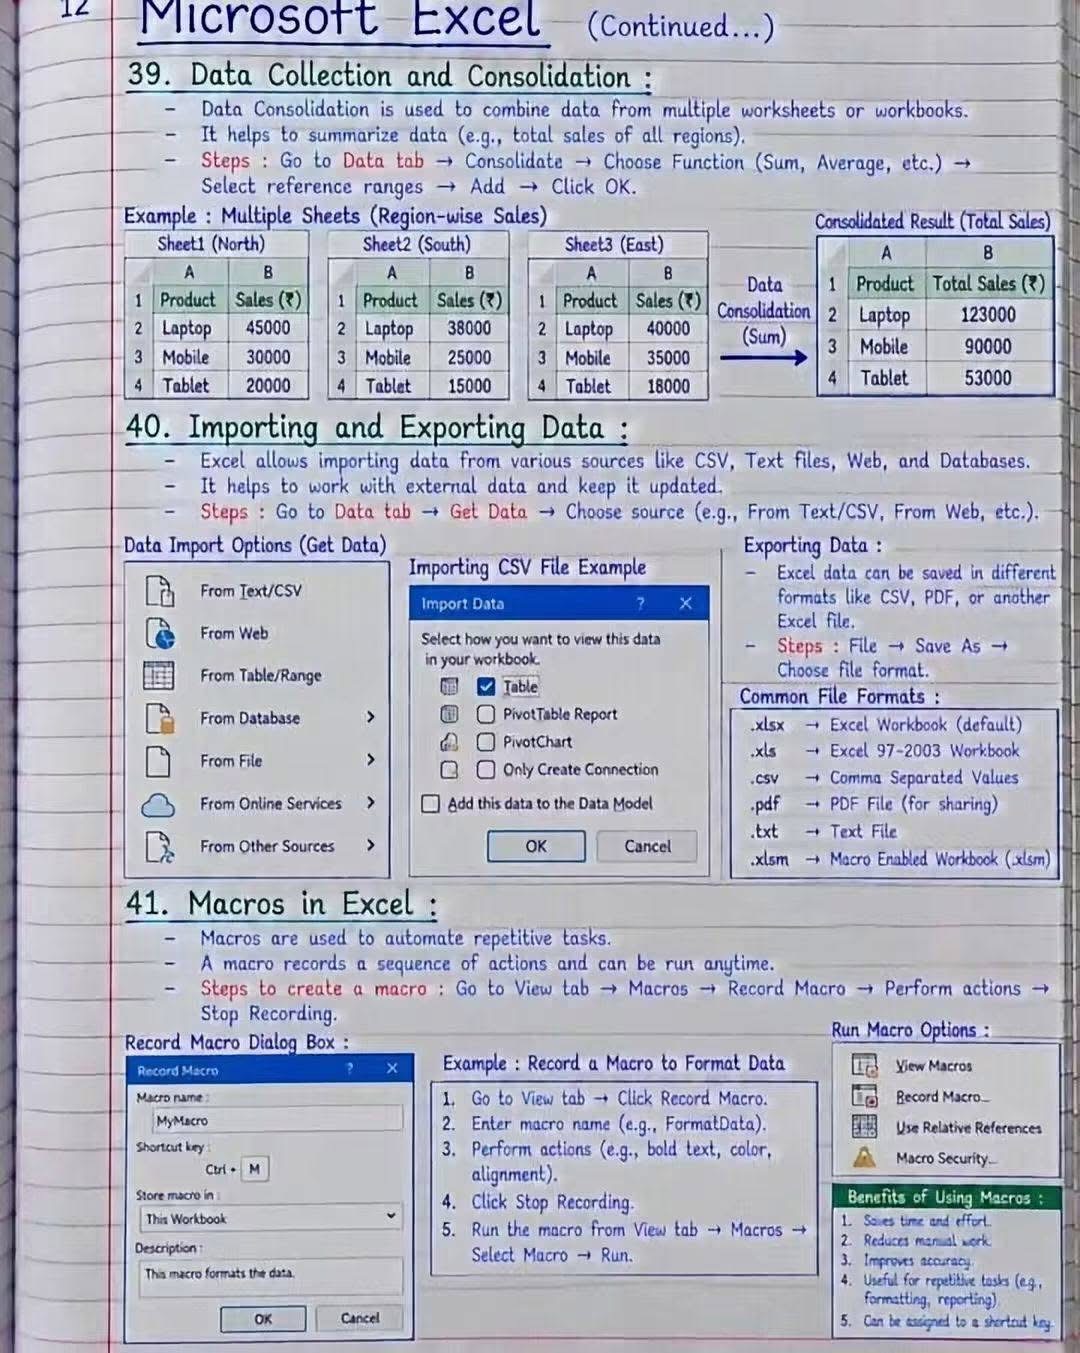 12
Microsoft Excel (Continued...)
39. Data Collection and Consolidation :
- Data Consolidation is used to combine data from multiple worksheets or workbooks.
- It helps to summarize data (e.g., total sales of all regions).
- Steps : Go to Data tab → Consolidate → Choose Function (Sum, Average, etc.) →
Select reference ranges → Add → Click OK.
Example : Multiple Sheets (Region-wise Sales)
Sheet1 (North)
A B
1 Product Sales (₹)
2 Laptop 45000
3 Mobile 30000
4 Tablet 20000
Sheet2 (South)
A B
1 Product Sales (₹)
2 Laptop 38000
3 Mobile 25000
4 Tablet 15000
Sheet3 (East)
A B
1 Product Sales (₹)
2 Laptop 40000
3 Mobile 35000
4 Tablet 18000
Data
Consolidation
(Sum)
Consolidated Result (Total Sales)
A B
1 Product Total Sales (₹)
2 Laptop 123000
3 Mobile 90000
4 Tablet 53000
40. Importing and Exporting Data :
- Excel allows importing data from various sources like CSV, Text files, Web, and Databases.
- It helps to work with external data and keep it updated.
- Steps : Go to Data tab → Get Data → Choose source (e.g., From Text/CSV, From Web, etc.).
Data Import Options (Get Data)
From Text/CSV
From Web
From Table/Range
From Database >
From File >
From Online Services >
From Other Sources >
Importing CSV File Example
Import Data ? X
Select how you want to view this data
in your workbook.
Table
PivotTable Report
PivotChart
Only Create Connection
Add this data to the Data Model
OK Cancel
Exporting Data :
- Excel data can be saved in different
formats like CSV, PDF, or another
Excel file.
- Steps : File → Save As →
Choose file format.
Common File Formats :
.xlsx → Excel Workbook (default)
.xls → Excel 97-2003 Workbook
.csv → Comma Separated Values
.pdf → PDF File (for sharing)
.txt → Text File
.xlsm → Macro Enabled Workbook (.xlsm)
41. Macros in Excel :
- Macros are used to automate repetitive tasks.
- A macro records a sequence of actions and can be run anytime.
- Steps to create a macro : Go to View tab → Macros → Record Macro → Perform actions →
Stop Recording.
Record Macro Dialog Box :
Record Macro ? X
Macro name :
MyMacro
Shortcut key :
Ctrl + M
Store macro in :
This Workbook
Description :
This macro formats the data.
OK Cancel
Example : Record a Macro to Format Data
1. Go to View tab → Click Record Macro.
2. Enter macro name (e.g., FormatData).
3. Perform actions (e.g., bold text, color,
alignment).
4. Click Stop Recording.
5. Run the macro from View tab → Macros →
Select Macro → Run.
Run Macro Options :
View Macros
Record Macro...
Use Relative References
Macro Security...
Benefits of Using Macros :
1. Saves time and effort.
2. Reduces manual work.
3. Improves accuracy.
4. Useful for repetitive tasks (e.g.,
formatting, reporting).
5. Can be assigned to a shortcut key.